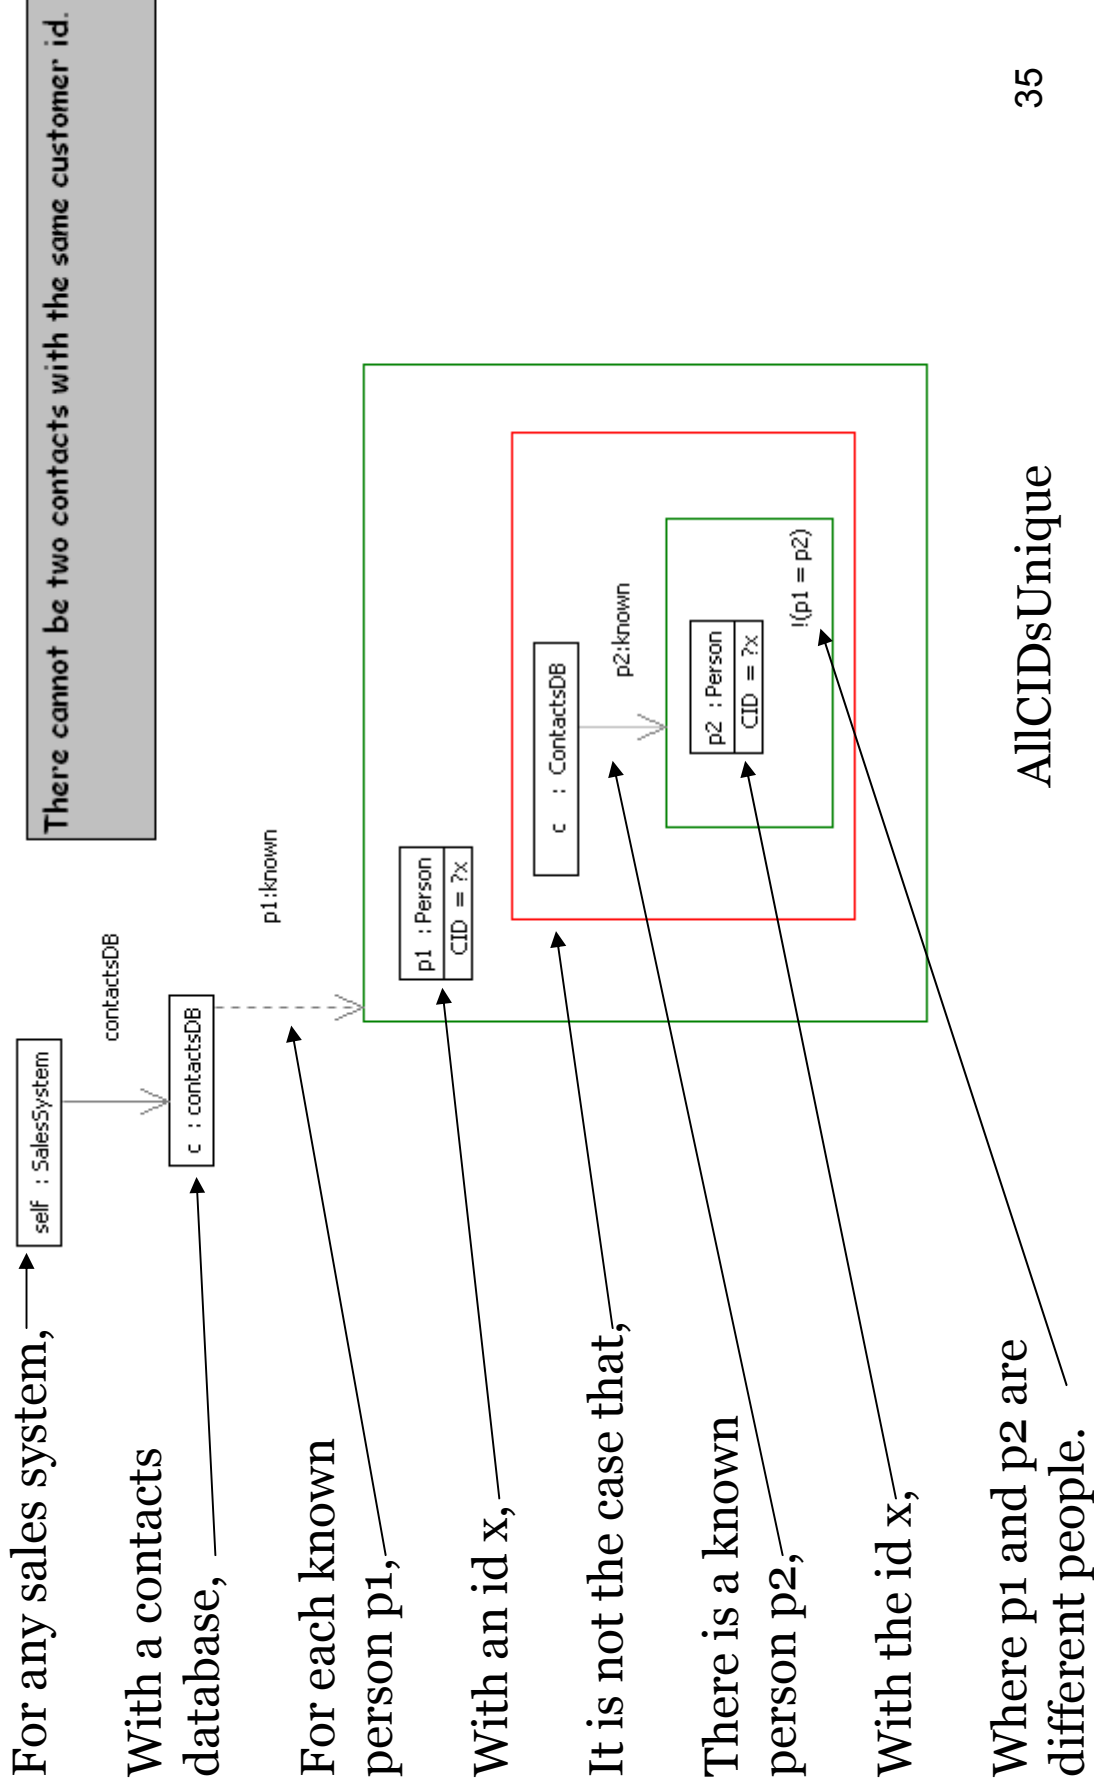 There cannot be two contacts with the same customer id.
For any sales system,
With a contacts
database,
For each known
person p1,
With an id x,
It is not the case that,
There is a known
person p2,
With the id x,
Where p1 and p2 are
different people.
self : SalesSystem
contactsDB
c : contactsDB
p1:known
p1 : Person
CID = ?x
c : ContactsDB
p2:known
p2 : Person
CID = ?x
!(p1 = p2)
AllCIDsUnique
35